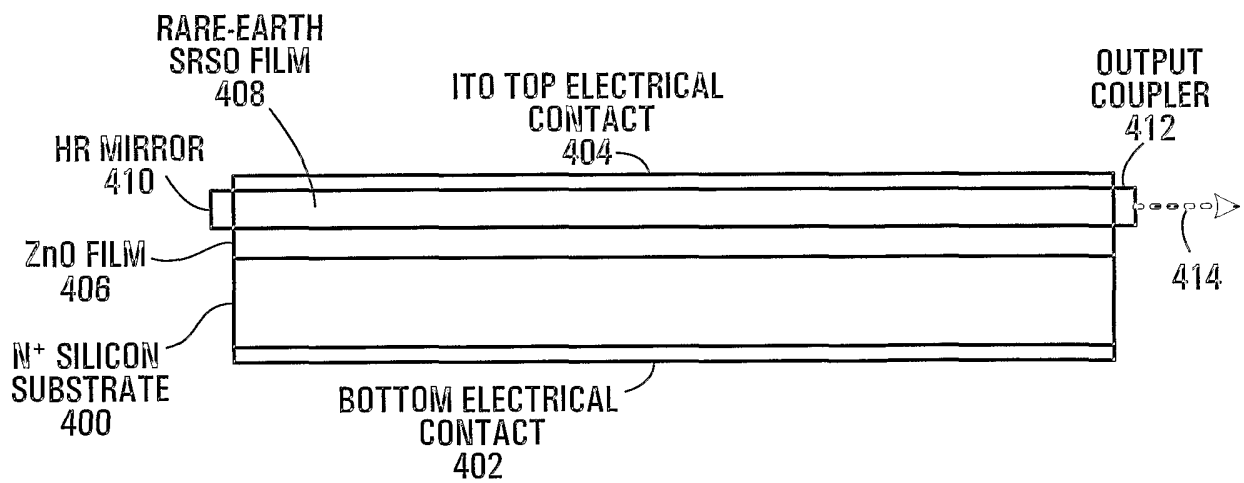 RARE-EARTH
SRSO FILM
408
ITO TOP ELECTRICAL
CONTACT
404
OUTPUT
COUPLER
412
HR MIRROR
410
ZnO FILM
406
414
N+ SILICON
SUBSTRATE
400
BOTTOM ELECTRICAL
CONTACT
402